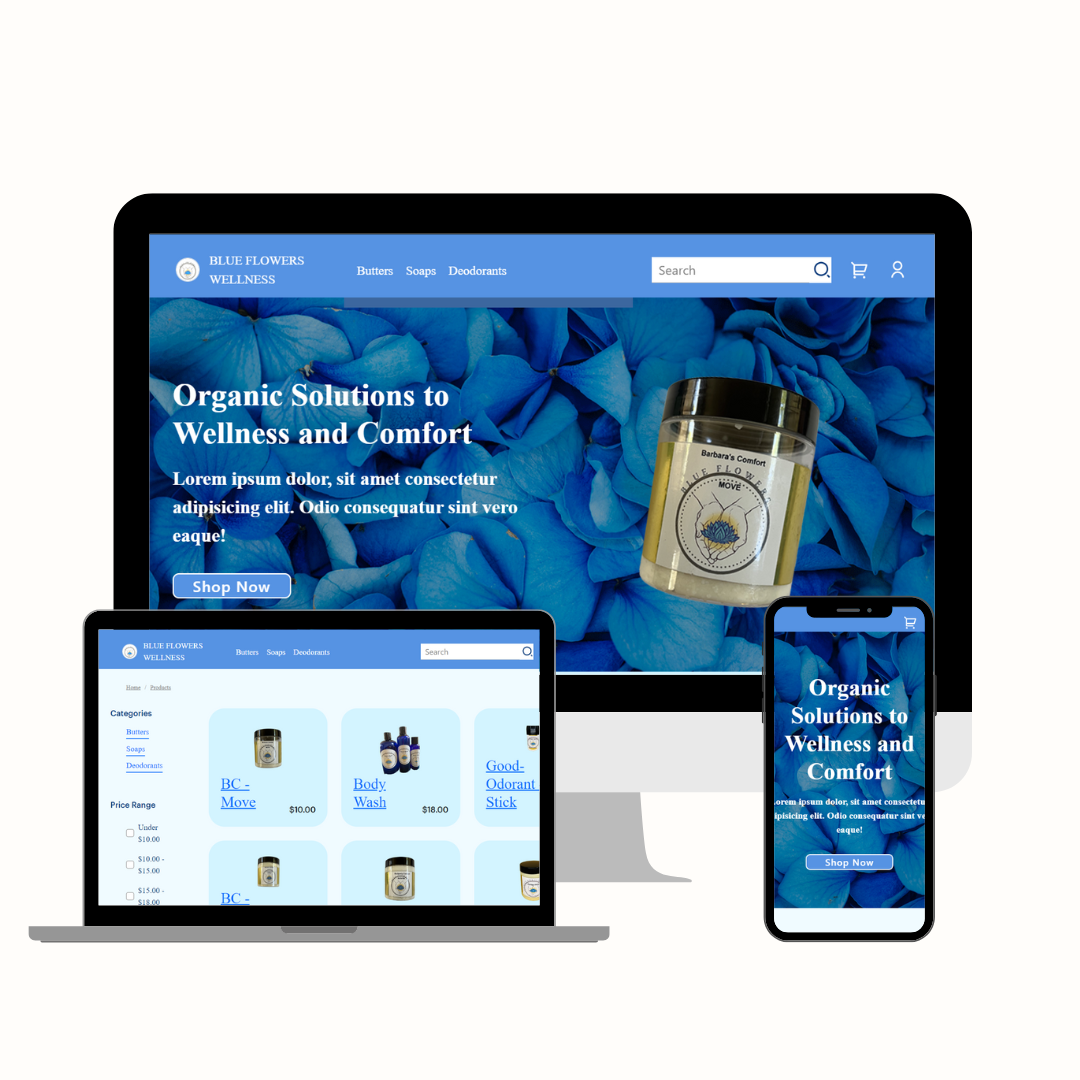 BLUE FLOWERS
WELLNESS
Butters Soaps Deodorants
Search
Organic Solutions to
Wellness and Comfort
Lorem ipsum dolor, sit amet consectetur
adipisicing elit. Odio consequatur sint vero
eaque!
Shop Now
Barbara's Comfort
BLUE FLOWERS
MOVE
BLUE FLOWERS
WELLNESS
Butters Soaps Deodorants
Search
Home / Products
Categories
Butters
Soaps
Deodorants
Price Range
Under
$10.00
$10.00 -
$15.00
$15.00 -
$18.00
BC -
Move
$10.00
Body
Wash
$18.00
Good-
Odorant
Stick
BC -
Organic
Solutions to
Wellness and
Comfort
orem ipsum dolor, sit amet consectetu
ipisicing elit. Odio consequatur sint ve
eaque!
Shop Now